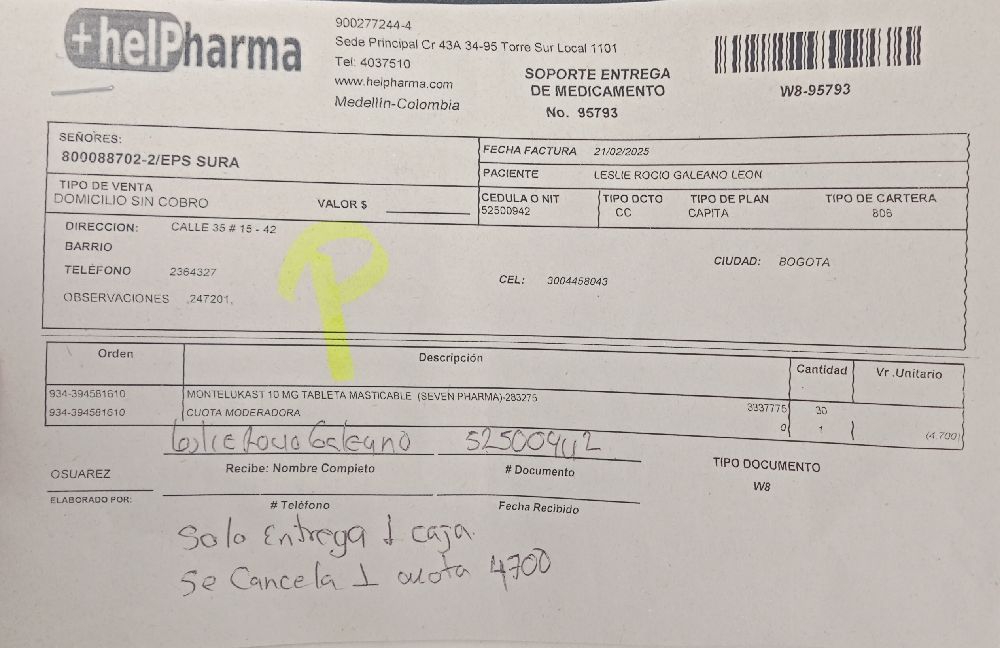 +helPharma
900277244-4
Sede Principal Cr 43A 34-95 Torre Sur Local 1101
Tel: 4037510
www.helpharma.com
Medellín-Colombia
SOPORTE ENTREGA
DE MEDICAMENTO
No. 95793
W8-95793
SEÑORES:
800088702-2/EPS SURA
FECHA FACTURA 21/02/2025
PACIENTE LESLIE ROCIO GALEANO LEON
TIPO DE VENTA
DOMICILIO SIN COBRO VALOR $
CEDULA O NIT TIPO DCTO TIPO DE PLAN TIPO DE CARTERA
52500942 CC CAPITA 806
DIRECCION: CALLE 35 # 15 - 42
BARRIO
TELÉFONO 2364327
CEL: 3004458043
CIUDAD: BOGOTA
OBSERVACIONES .247201.
P
Orden Descripción Cantidad Vr .Unitario
934-394581610 MONTELUKAST 10 MG TABLETA MASTICABLE (SEVEN PHARMA)-283275 3337775 30
934-394581610 CUOTA MODERADORA 0 1 (4.700)
Leslie Rocio Galeano 52500942
Recibe: Nombre Completo # Documento
TIPO DOCUMENTO
W8
OSUAREZ
ELABORADO POR:
# Teléfono Fecha Recibido
Solo Entrega 1 caja.
Se Cancela 1 cuota 4700